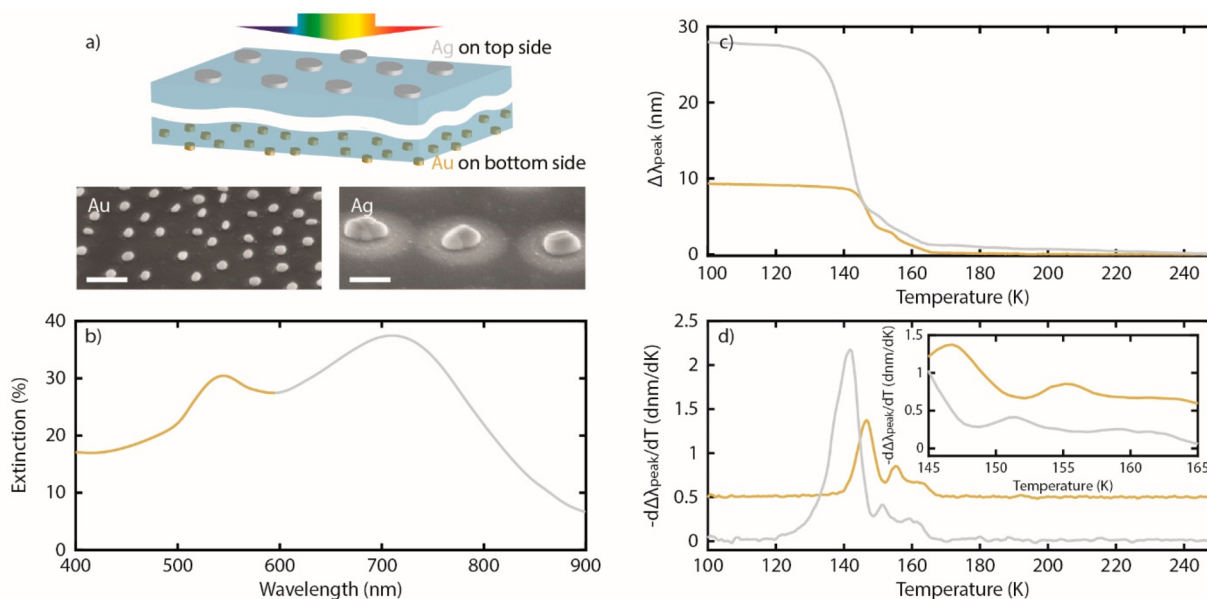 a)
Ag on top side
Au on bottom side
Au
Ag
b)
Extinction (%)
40
30
20
10
0
400 500 600 700 800 900
Wavelength (nm)
c)
Δλpeak (nm)
30
20
10
0
100 120 140 160 180 200 220 240
Temperature (K)
d)
-dΔλpeak/dT (dnm/dK)
2.5
2
1.5
1
0.5
0
100 120 140 160 180 200 220 240
Temperature (K)
-dΔλpeak/dT (dnm/dK)
1.5
1
0.5
0
145 150 155 160 165
Temperature (K)